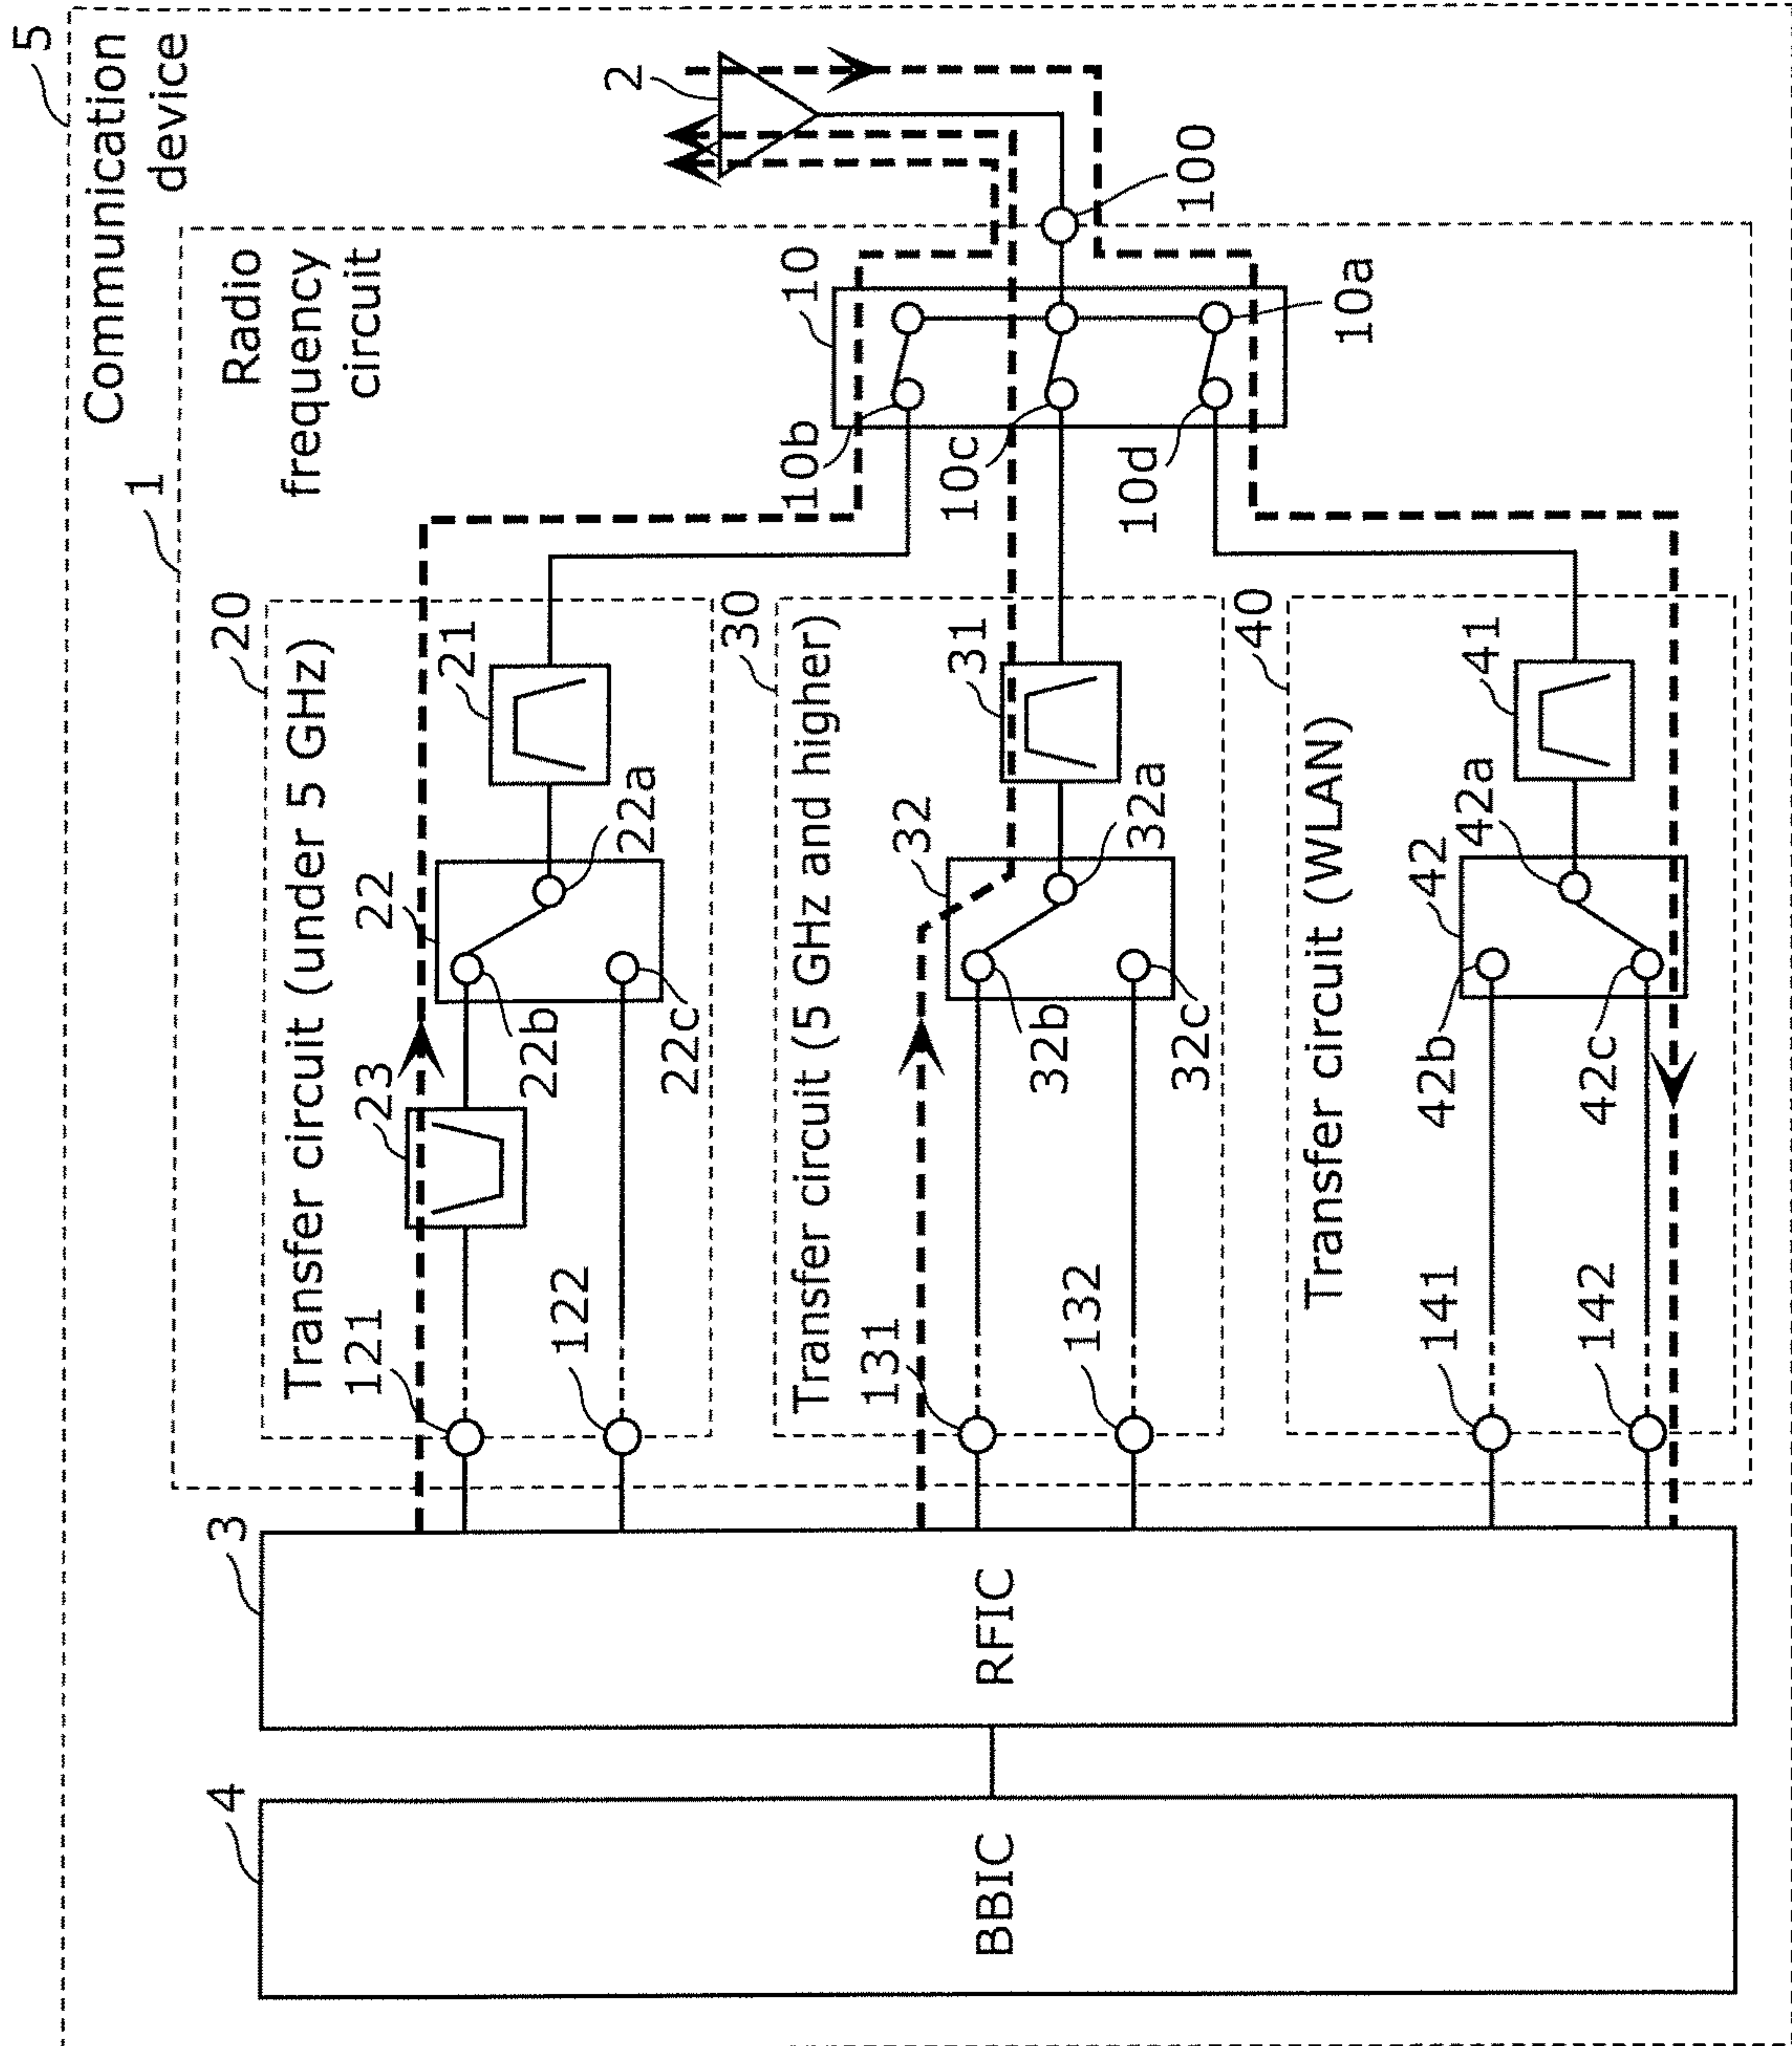 5
Communication
device
1
Radio
frequency
circuit
20
Transfer circuit (under 5 GHz)
121
23
22
21
122
22b
22c
22a
30
Transfer circuit (5 GHz and higher)
131
32
31
132
32b
32c
32a
40
Transfer circuit (WLAN)
141
42
42a
41
142
42b
42c
10
10b
10c
10d
10a
100
2
3
RFIC
4
BBIC